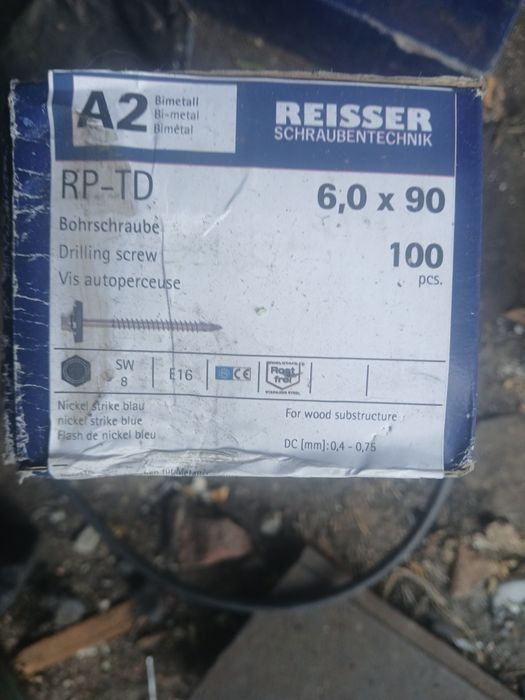 A2
Bimetall
Bi-metal
Bimétal
REISSER
SCHRAUBENTECHNIK
RP-TD
6,0 x 90
Bohrschraube
Drilling screw
Vis autoperceuse
100
pcs.
SW
8
E16
CE
Rost
frei
Nickel strike blau
nickel strike blue
Flash de nickel bleu
For wood substructure
DC [mm]: 0,4 - 0,75